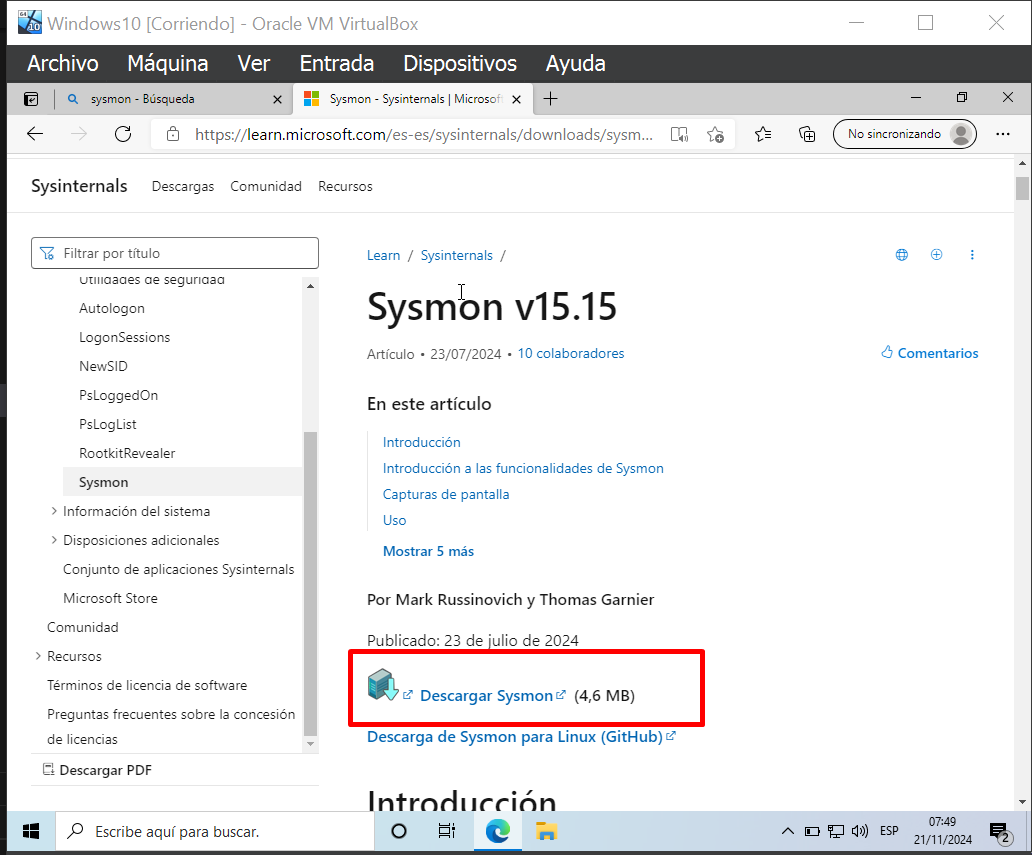 Windows10 [Corriendo] - Oracle VM VirtualBox
Archivo Máquina Ver Entrada Dispositivos Ayuda
sysmon - Búsqueda
Sysmon - Sysinternals | Microsoft
https://learn.microsoft.com/es-es/sysinternals/downloads/sysm...
No sincronizando
Sysinternals Descargas Comunidad Recursos
Filtrar por título
Utilidades de seguridad
Autologon
LogonSessions
NewSID
PsLoggedOn
PsLogList
RootkitRevealer
Sysmon
Información del sistema
Disposiciones adicionales
Conjunto de aplicaciones Sysinternals
Microsoft Store
Comunidad
Recursos
Términos de licencia de software
Preguntas frecuentes sobre la concesión
de licencias
Descargar PDF
Learn / Sysinternals /
Sysmon v15.15
Artículo • 23/07/2024 • 10 colaboradores
Comentarios
En este artículo
Introducción
Introducción a las funcionalidades de Sysmon
Capturas de pantalla
Uso
Mostrar 5 más
Por Mark Russinovich y Thomas Garnier
Publicado: 23 de julio de 2024
Descargar Sysmon (4,6 MB)
Descarga de Sysmon para Linux (GitHub)
Introducción
Escribe aquí para buscar.
ESP
07:49
21/11/2024
2